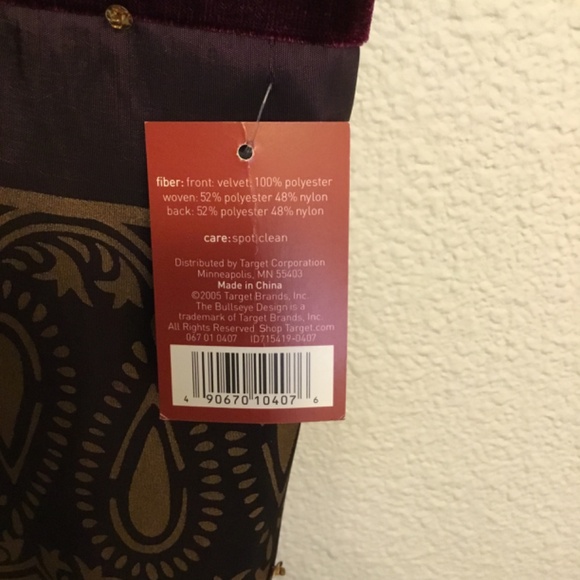 fiber: front: velvet: 100% polyester
woven: 52% polyester 48% nylon
back: 52% polyester 48% nylon
care: spot clean
Distributed by Target Corporation
Minneapolis, MN 55403
Made in China
©2005 Target Brands, Inc
The Bullseye Design is a
trademark of Target Brands, Inc.
All Rights Reserved Shop Target.com
067 01 0407 ID715419-0407
4 90670 10407 6